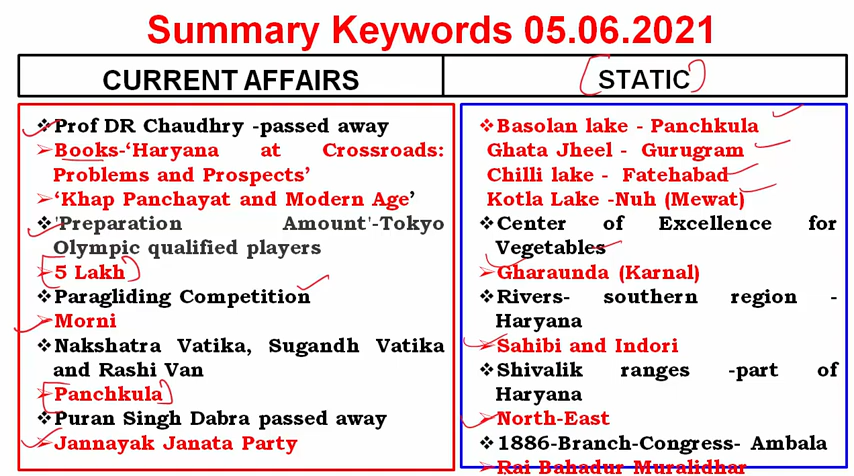 Summary Keywords 05.06.2021
CURRENT AFFAIRS
STATIC
❖Prof DR Chaudhry -passed away
➢Books-‘Haryana at Crossroads:
Problems and Prospects’
➢‘Khap Panchayat and Modern Age’
❖'Preparation Amount'-Tokyo
Olympic qualified players
➢5 Lakh
❖Paragliding Competition
➢Morni
❖Nakshatra Vatika, Sugandh Vatika
and Rashi Van
➢Panchkula
❖Puran Singh Dabra passed away
➢Jannayak Janata Party
❖Basolan lake - Panchkula
Ghata Jheel - Gurugram
Chilli lake - Fatehabad
Kotla Lake -Nuh (Mewat)
❖Center of Excellence for
Vegetables
➢Gharaunda (Karnal)
❖Rivers- southern region -
Haryana
➢Sahibi and Indori
❖Shivalik ranges -part of
Haryana
➢North-East
❖1886-Branch-Congress- Ambala
➢Rai Bahadur Muralidhar